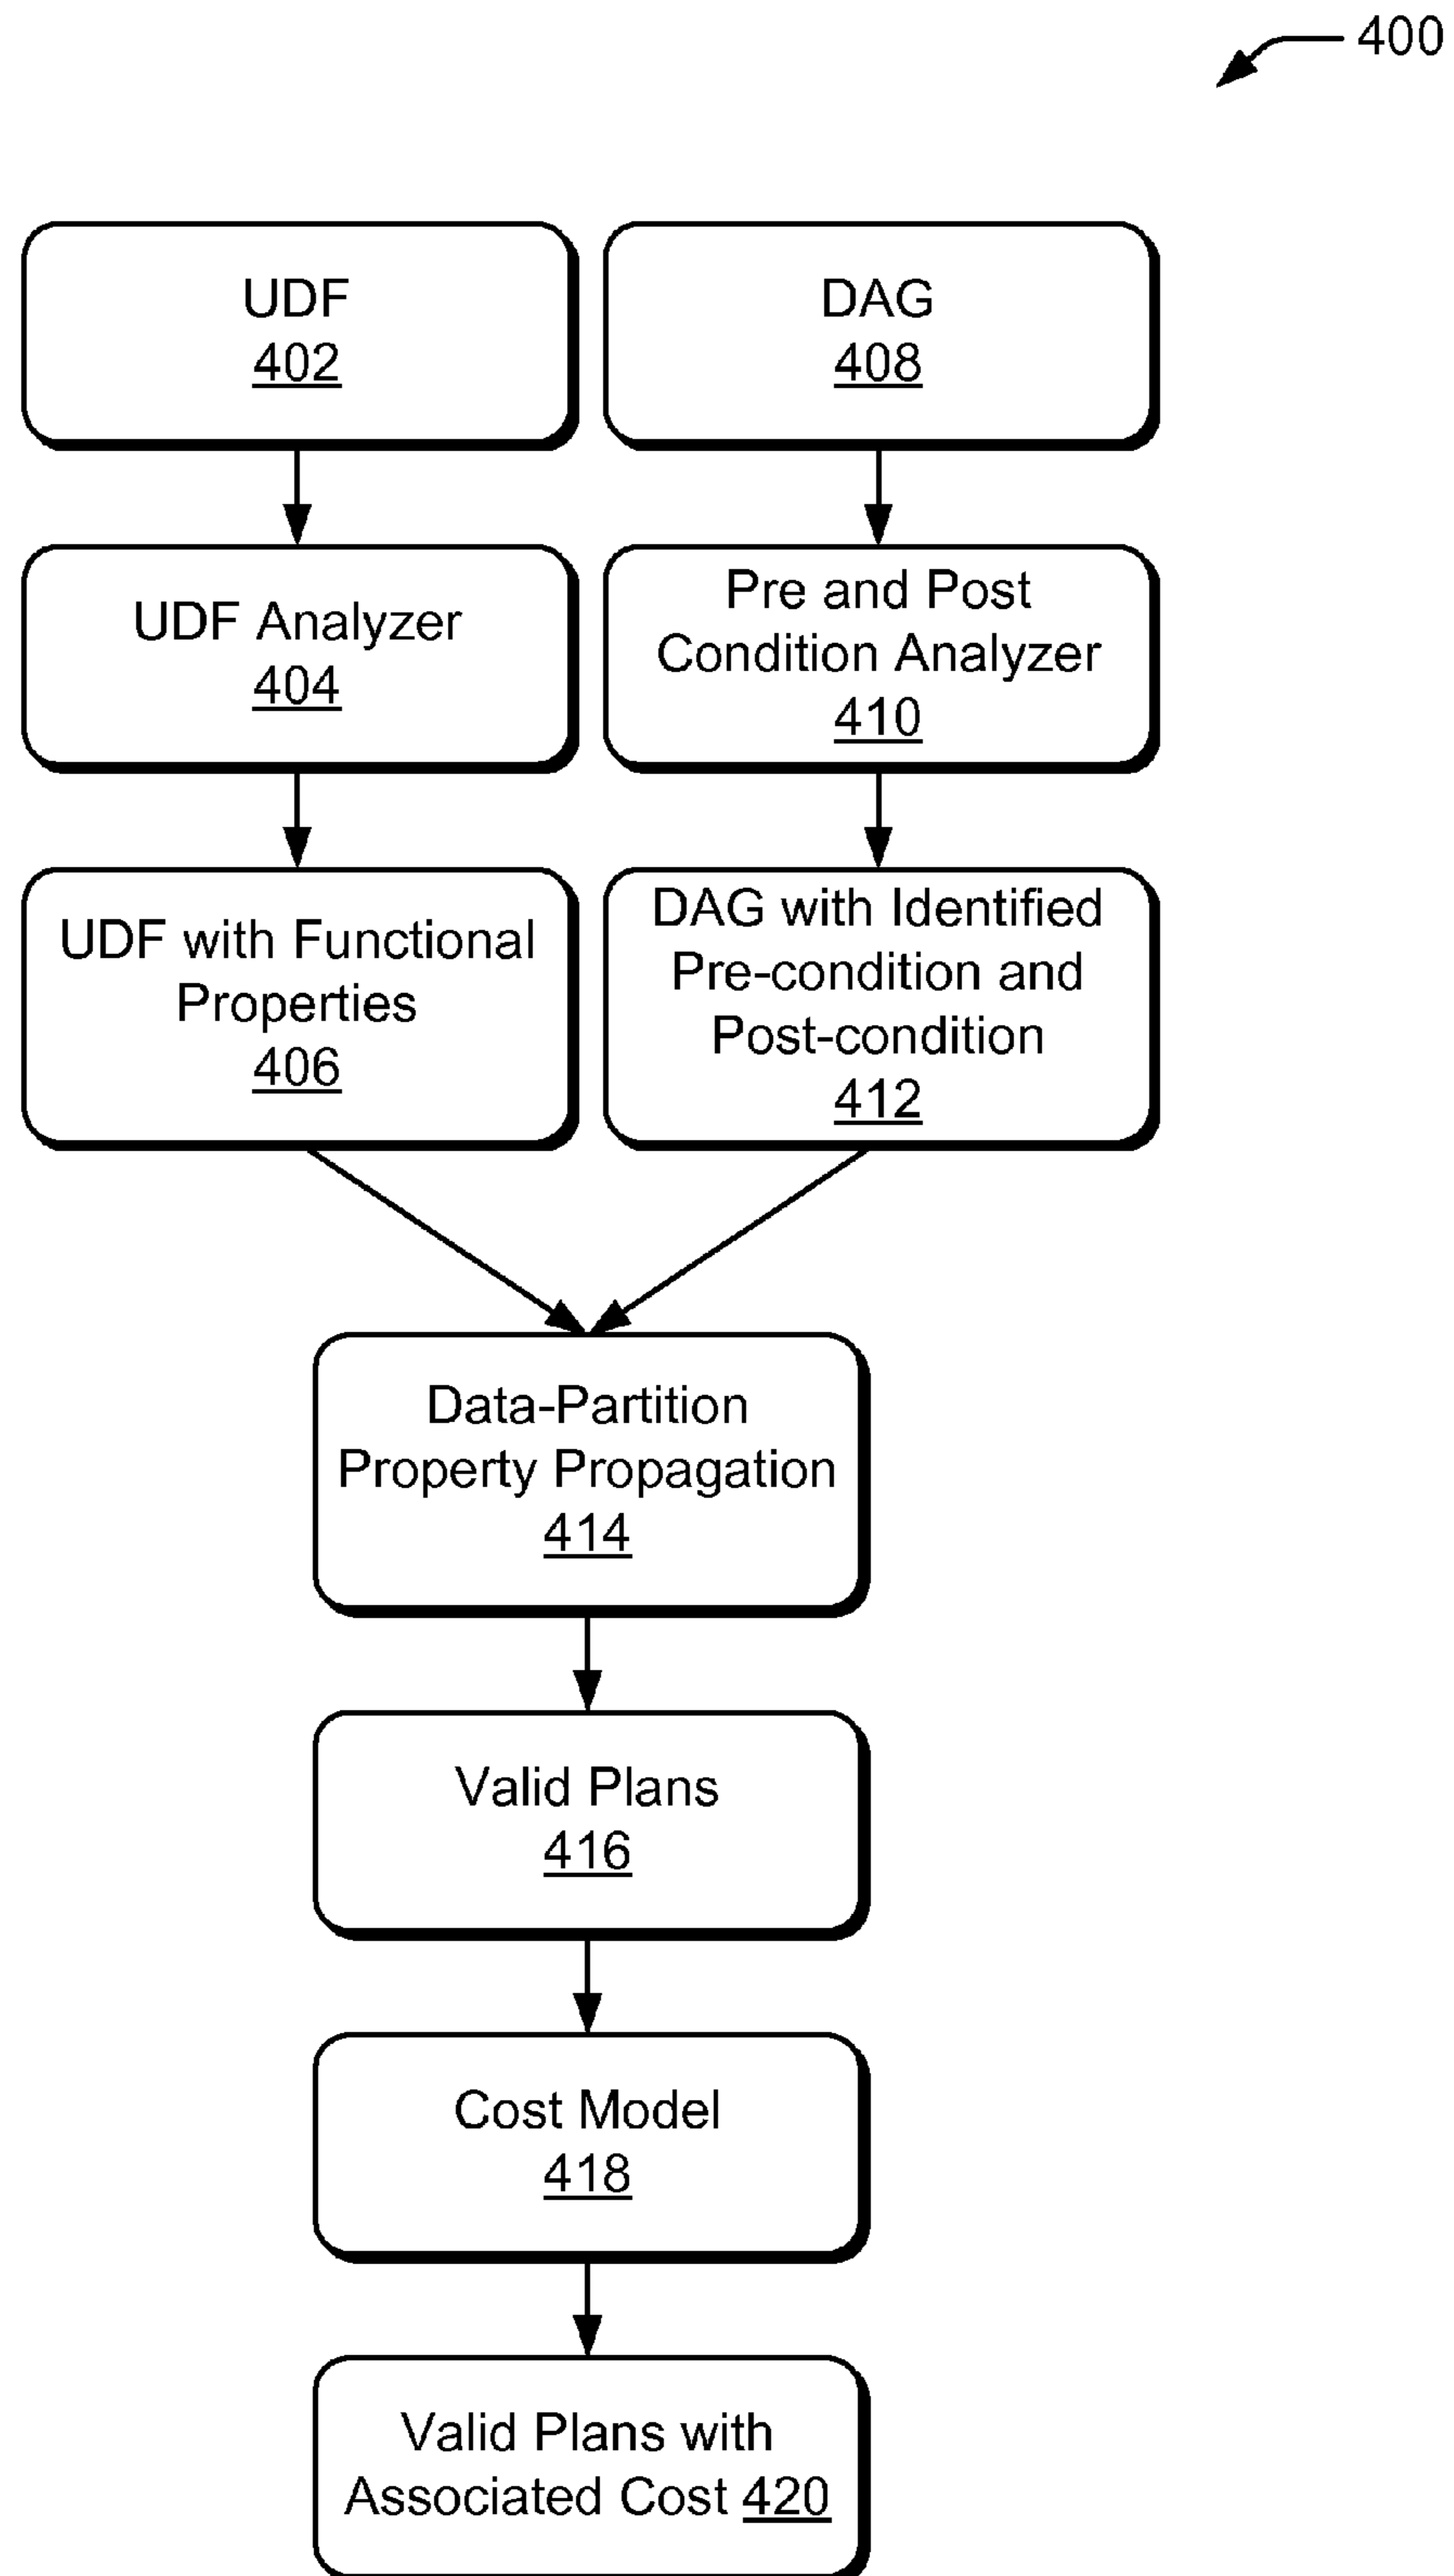 400
UDF
402
DAG
408
UDF Analyzer
404
Pre and Post
Condition Analyzer
410
UDF with Functional
Properties
406
DAG with Identified
Pre-condition and
Post-condition
412
Data-Partition
Property Propagation
414
Valid Plans
416
Cost Model
418
Valid Plans with
Associated Cost 420